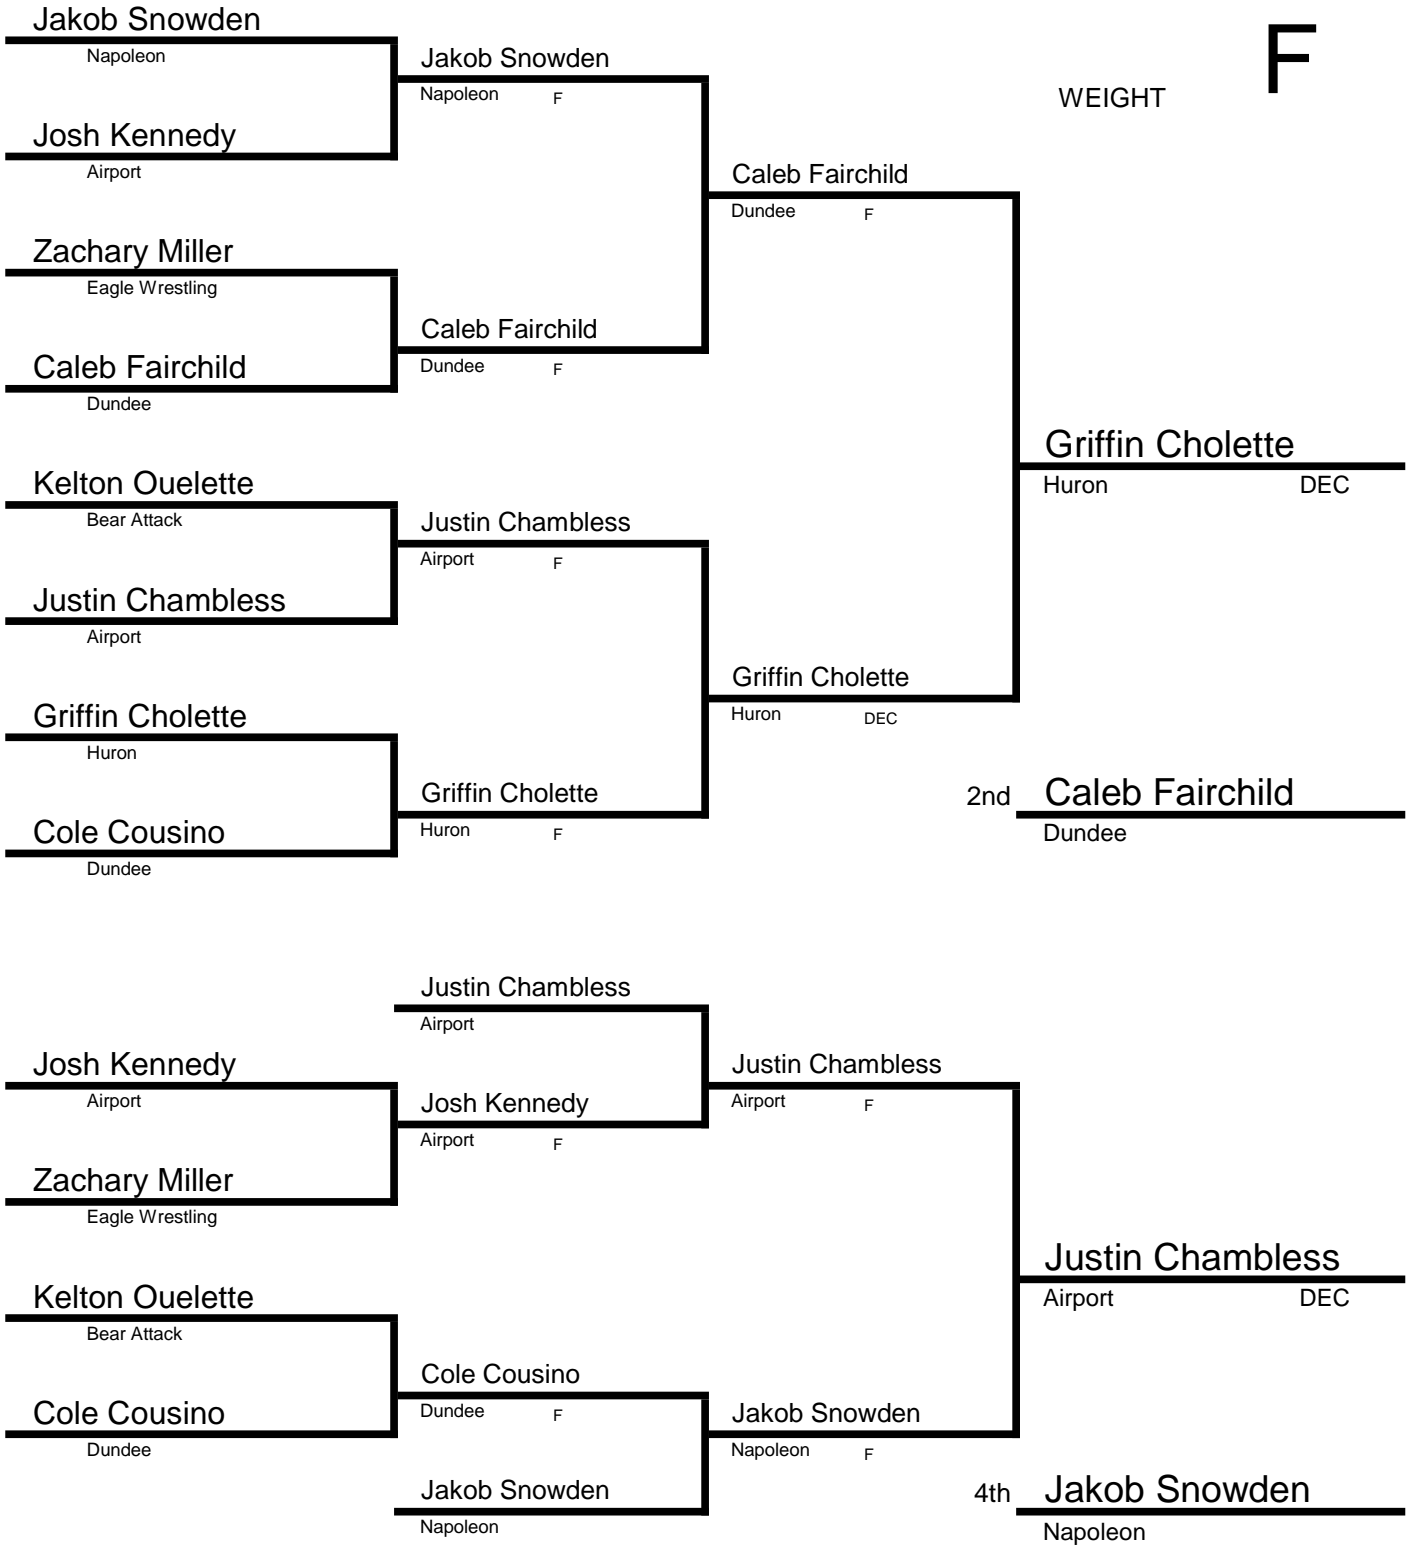 Jakob Snowden
Napoleon
Jakob Snowden
Napoleon F
F
WEIGHT
Josh Kennedy
Airport
Caleb Fairchild
Dundee F
Zachary Miller
Eagle Wrestling
Caleb Fairchild
Dundee F
Caleb Fairchild
Dundee
Griffin Cholette
Huron DEC
Kelton Ouelette
Bear Attack
Justin Chambless
Airport F
Justin Chambless
Airport
Griffin Cholette
Huron DEC
Griffin Cholette
Huron
Griffin Cholette
Huron F
2nd Caleb Fairchild
Dundee
Cole Cousino
Dundee
Justin Chambless
Airport
Josh Kennedy
Airport
Justin Chambless
Airport F
Josh Kennedy
Airport F
Zachary Miller
Eagle Wrestling
Justin Chambless
Airport DEC
Kelton Ouelette
Bear Attack
Cole Cousino
Dundee F
Cole Cousino
Dundee
Jakob Snowden
Napoleon F
Jakob Snowden
Napoleon
4th Jakob Snowden
Napoleon